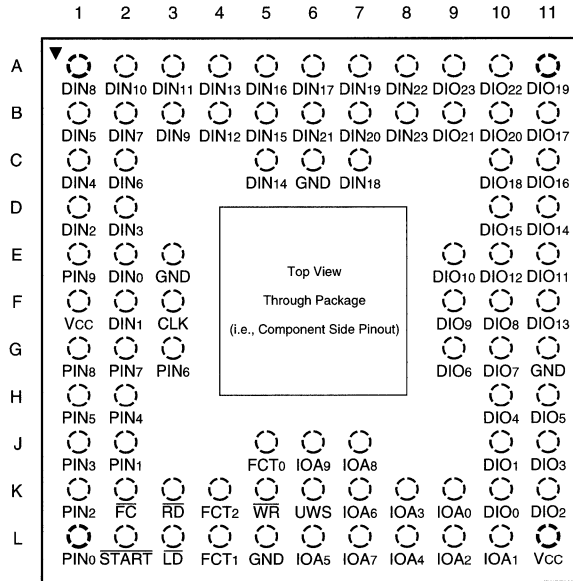 1 2 3 4 5 6 7 8 9 10 11
A
DIN8 DIN10 DIN11 DIN13 DIN16 DIN17 DIN19 DIN22 DIO23 DIO22 DIO19
B
DIN5 DIN7 DIN9 DIN12 DIN15 DIN21 DIN20 DIN23 DIO21 DIO20 DIO17
C
DIN4 DIN6 DIN14 GND DIN18 DIO18 DIO16
D
DIN2 DIN3 DIO15 DIO14
E
PIN9 DIN0 GND DIO10 DIO12 DIO11
F
VCC DIN1 CLK DIO9 DIO8 DIO13
G
PIN8 PIN7 PIN6 DIO6 DIO7 GND
H
PIN5 PIN4 DIO4 DIO5
J
PIN3 PIN1 FCT0 IOA9 IOA8 DIO1 DIO3
K
PIN2 FC RD FCT2 WR UWS IOA6 IOA3 IOA0 DIO0 DIO2
L
PIN0 START LD FCT1 GND IOA5 IOA7 IOA4 IOA2 IOA1 VCC
Top View
Through Package
(i.e., Component Side Pinout)